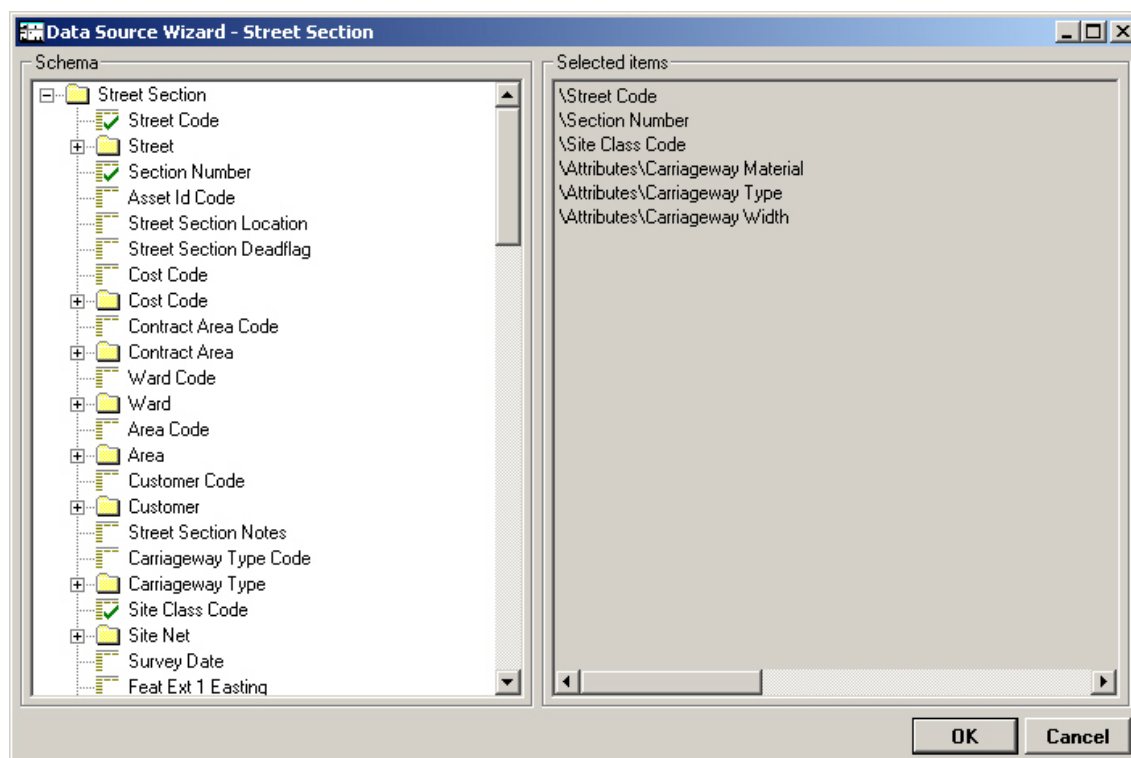 Data Source Wizard - Street Section
Schema
Street Section
Street Code
Street
Section Number
Asset Id Code
Street Section Location
Street Section Deadflag
Cost Code
Cost Code
Contract Area Code
Contract Area
Ward Code
Ward
Area Code
Area
Customer Code
Customer
Street Section Notes
Carriageway Type Code
Carriageway Type
Site Class Code
Site Net
Survey Date
Feat Ext 1 Easting
Selected items
\Street Code
\Section Number
\Site Class Code
\Attributes\Carriageway Material
\Attributes\Carriageway Type
\Attributes\Carriageway Width
OK
Cancel